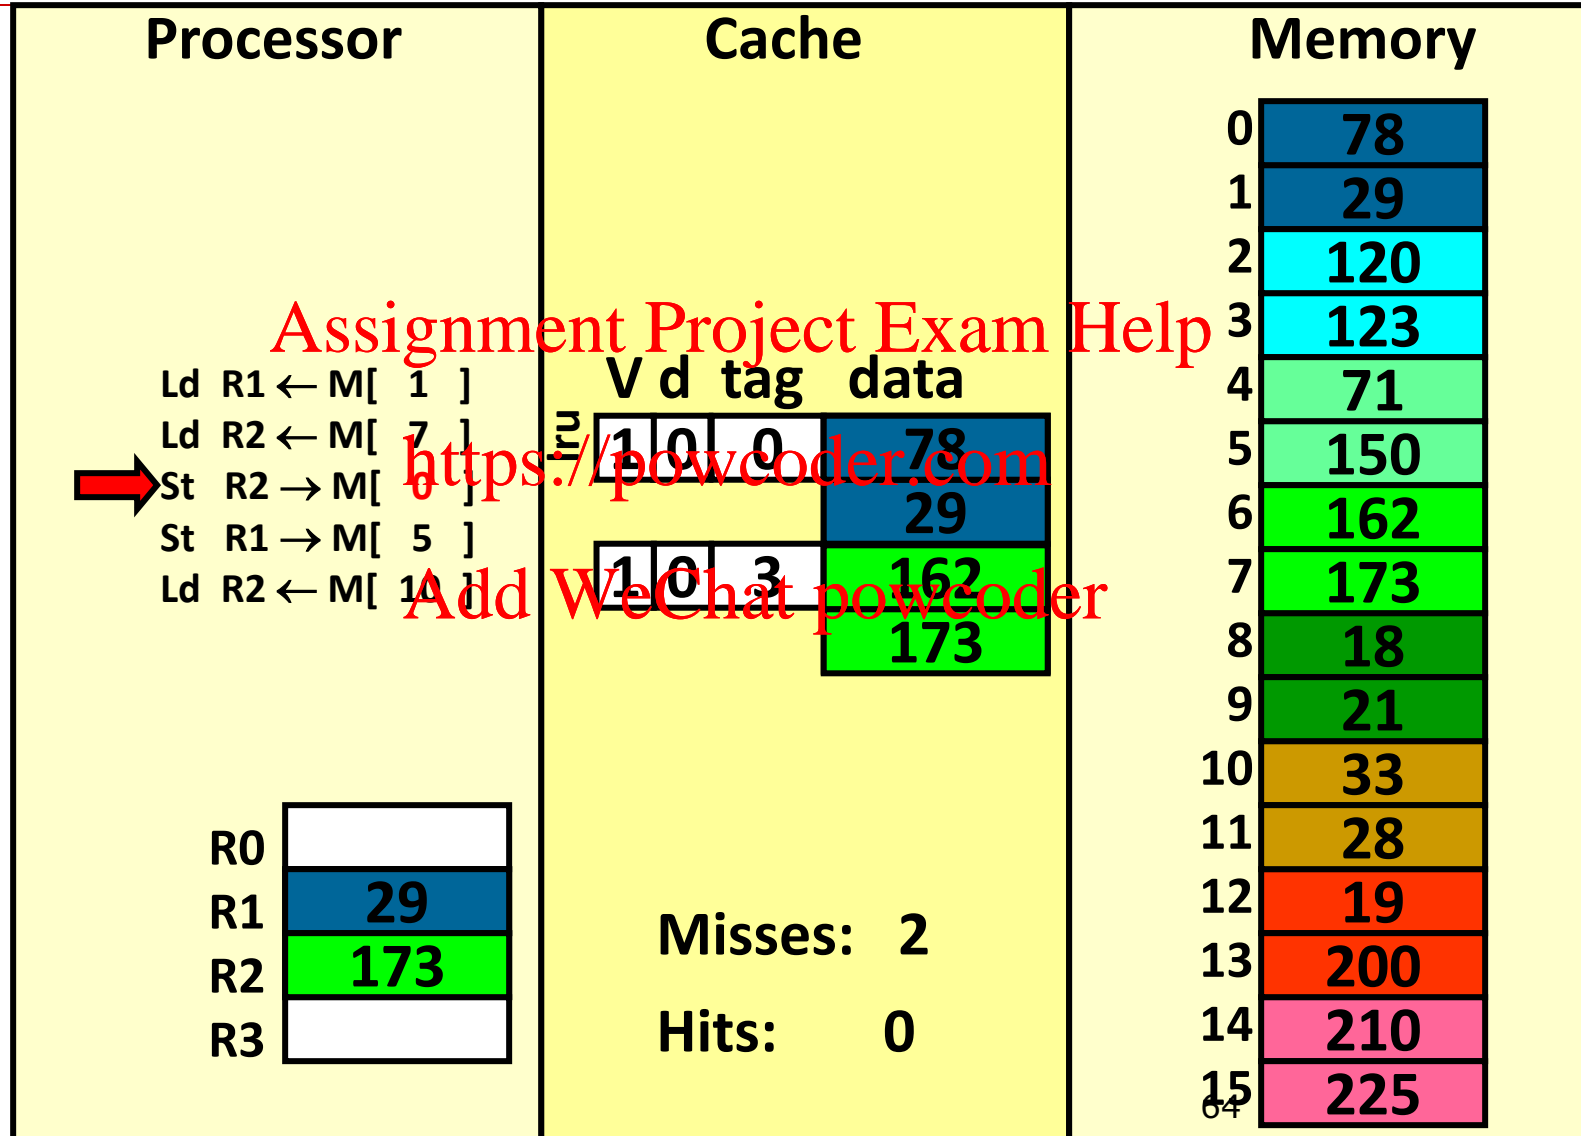 Processor
Cache
Memory
Assignment Project Exam Help
https://powcoder.com
Add WeChat powcoder
Ld R1 ← M[ 1 ]
Ld R2 ← M[ 7 ]
St R2 → M[ 0 ]
St R1 → M[ 5 ]
Ld R2 ← M[ 10 ]
R0
R1 29
R2 173
R3
V d tag data
lru
1 0 0 78
29
1 0 3 162
173
Misses: 2
Hits: 0
0 78
1 29
2 120
3 123
4 71
5 150
6 162
7 173
8 18
9 21
10 33
11 28
12 19
13 200
14 210
15 225
64